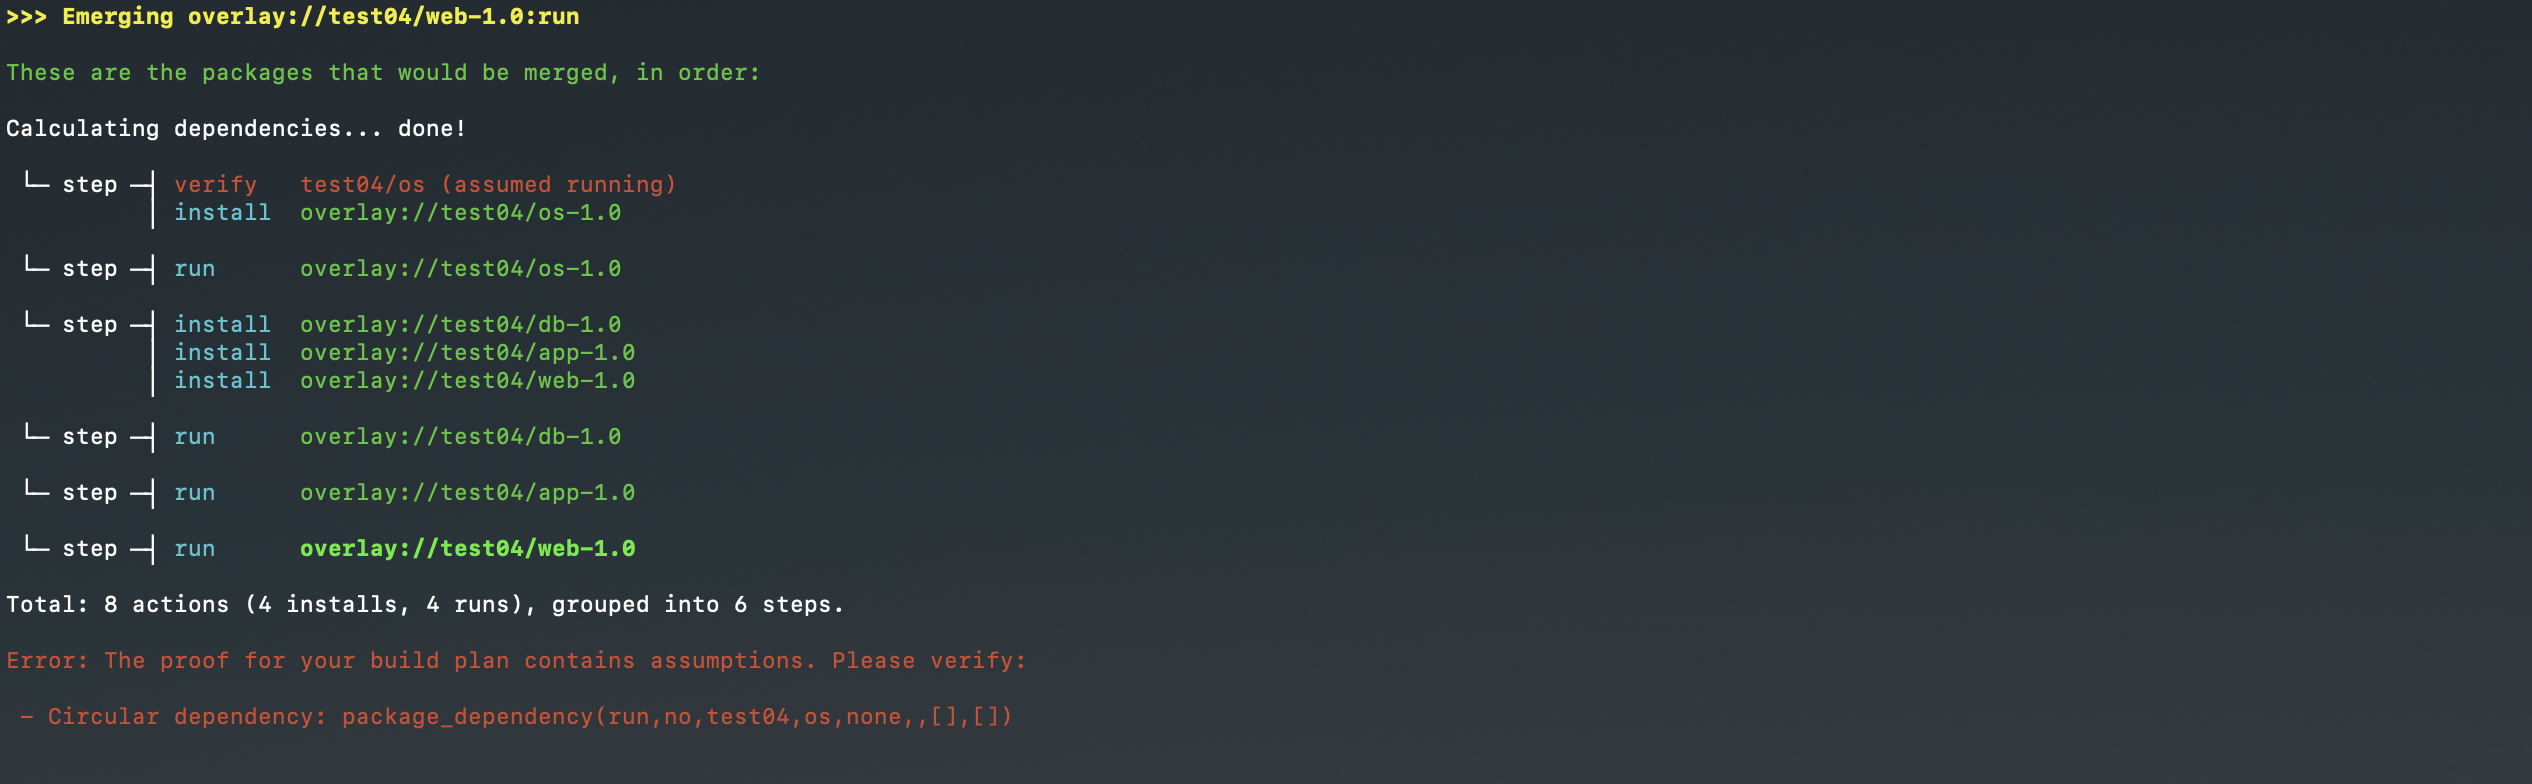 >>> Emerging overlay://test04/web-1.0:run
These are the packages that would be merged, in order:
Calculating dependencies... done!
└─ step ─┤ verify   test04/os (assumed running)
         │ install  overlay://test04/os-1.0
└─ step ─┤ run      overlay://test04/os-1.0
└─ step ─┤ install  overlay://test04/db-1.0
         │ install  overlay://test04/app-1.0
         │ install  overlay://test04/web-1.0
└─ step ─┤ run      overlay://test04/db-1.0
└─ step ─┤ run      overlay://test04/app-1.0
└─ step ─┤ run      overlay://test04/web-1.0
Total: 8 actions (4 installs, 4 runs), grouped into 6 steps.
Error: The proof for your build plan contains assumptions. Please verify:
- Circular dependency: package_dependency(run,no,test04,os,none,,[],[])